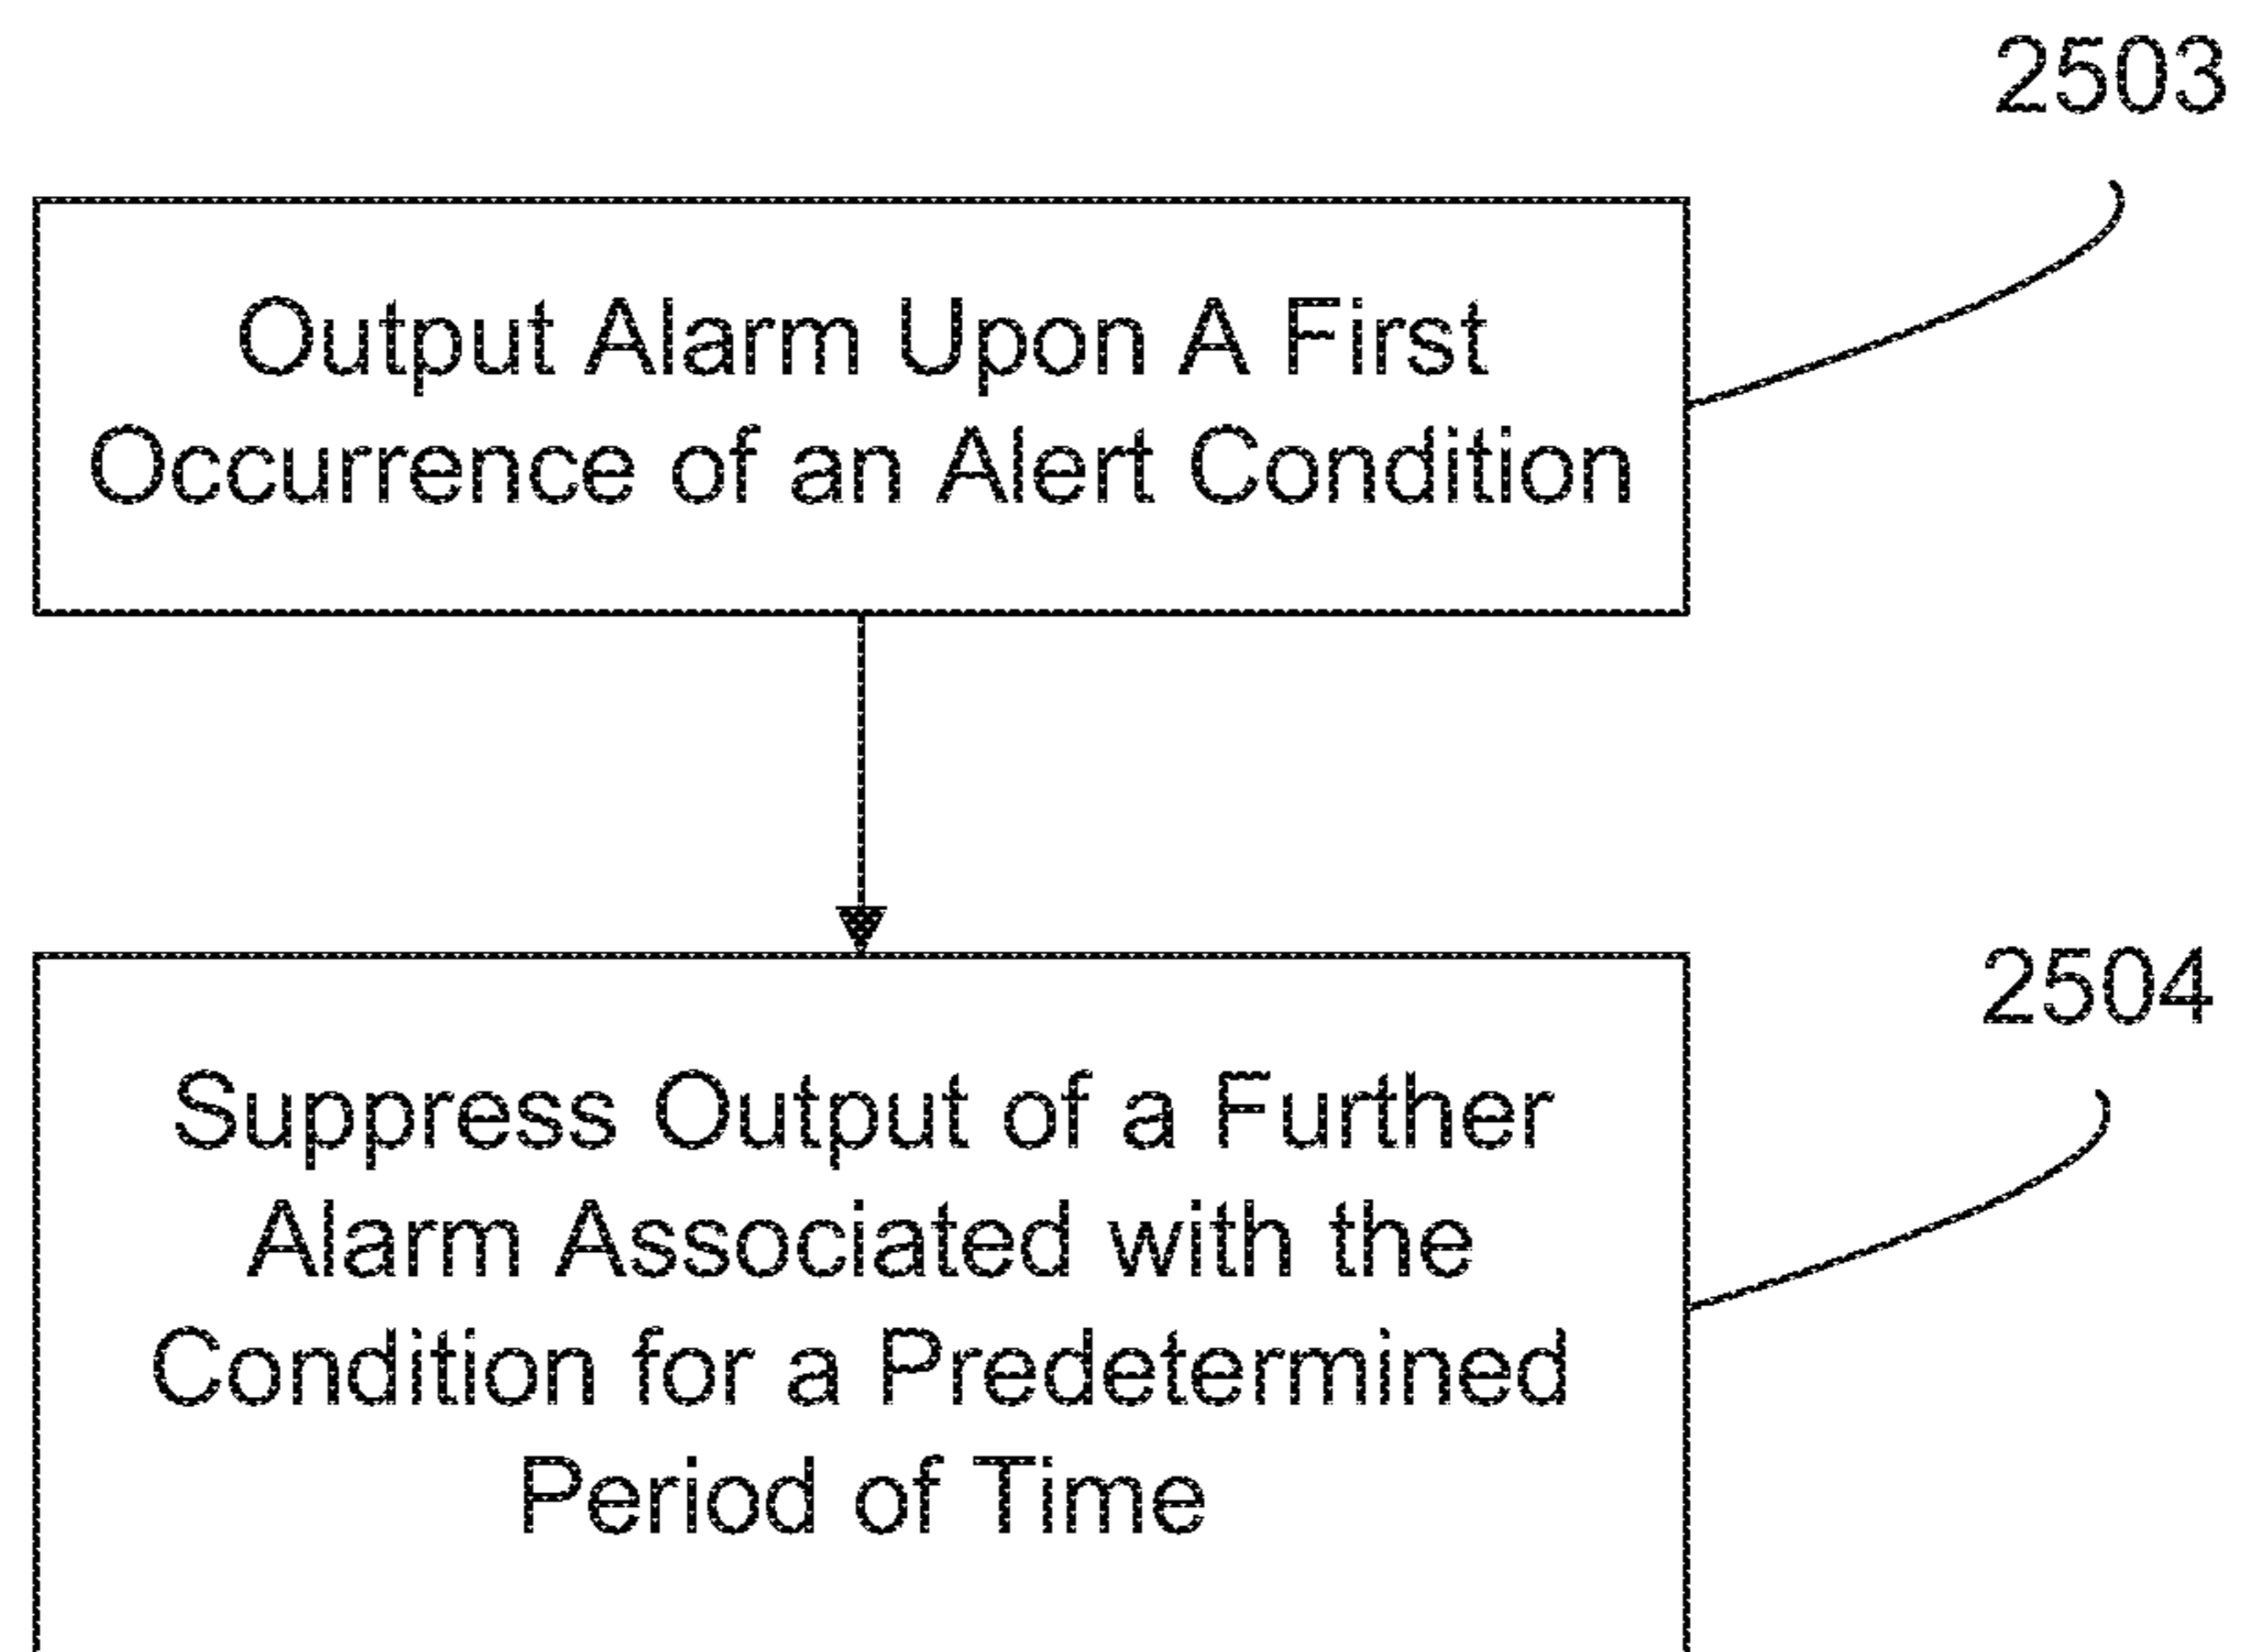 2503
Output Alarm Upon A First
Occurrence of an Alert Condition
2504
Suppress Output of a Further
Alarm Associated with the
Condition for a Predetermined
Period of Time